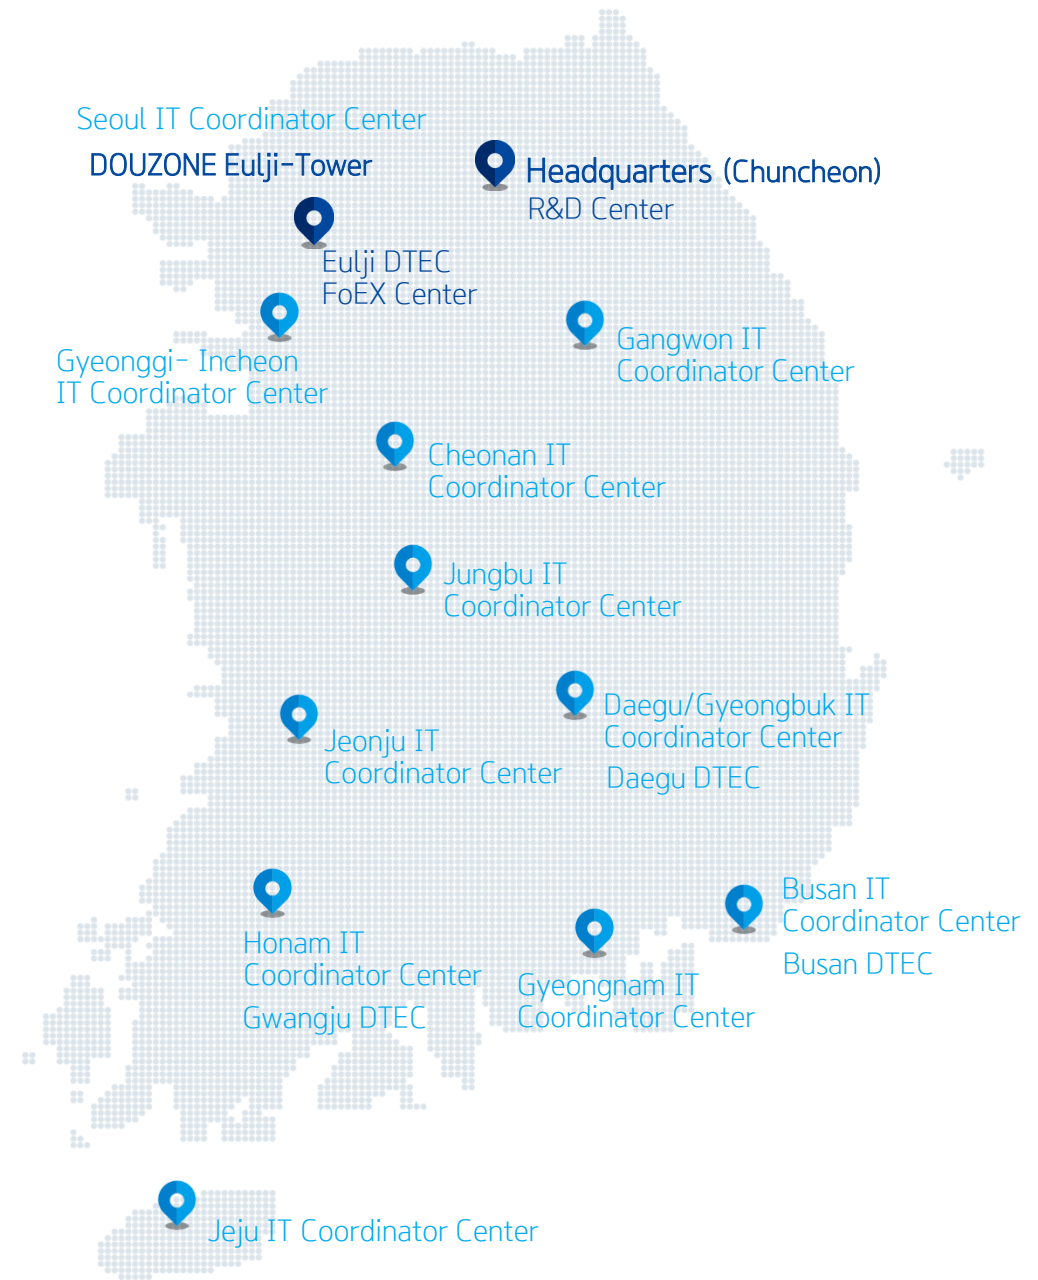 Seoul IT Coordinator Center
DOUZONE Eulji-Tower
Headquarters (Chuncheon)
R&D Center
Eulji DTEC
FoEX Center
Gyeonggi- Incheon
IT Coordinator Center
Gangwon IT
Coordinator Center
Cheonan IT
Coordinator Center
Jungbu IT
Coordinator Center
Daegu/Gyeongbuk IT
Coordinator Center
Daegu DTEC
Jeonju IT
Coordinator Center
Busan IT
Coordinator Center
Busan DTEC
Honam IT
Coordinator Center
Gwangju DTEC
Gyeongnam IT
Coordinator Center
Jeju IT Coordinator Center